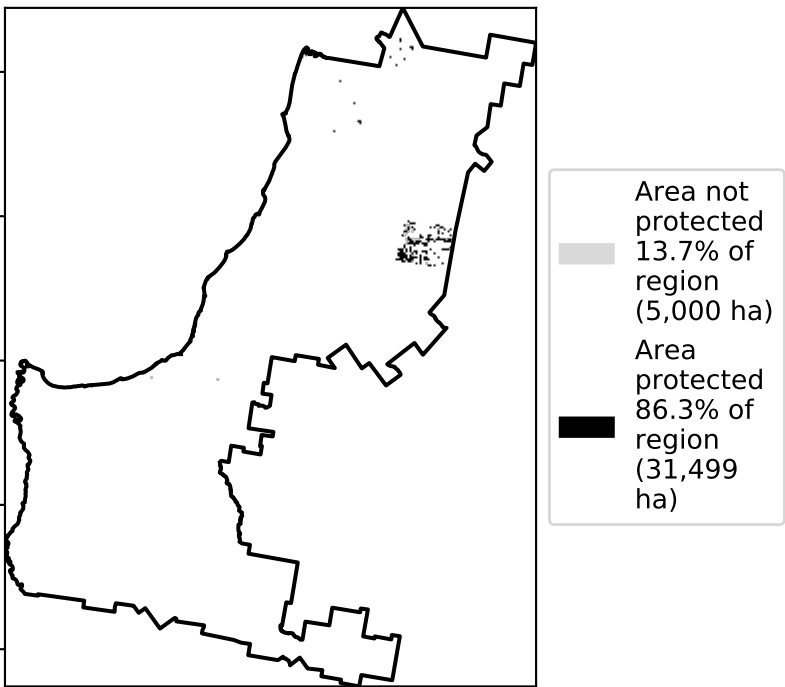 Area not
protected
13.7% of
region
(5,000 ha)
Area
protected
86.3% of
region
(31,499
ha)